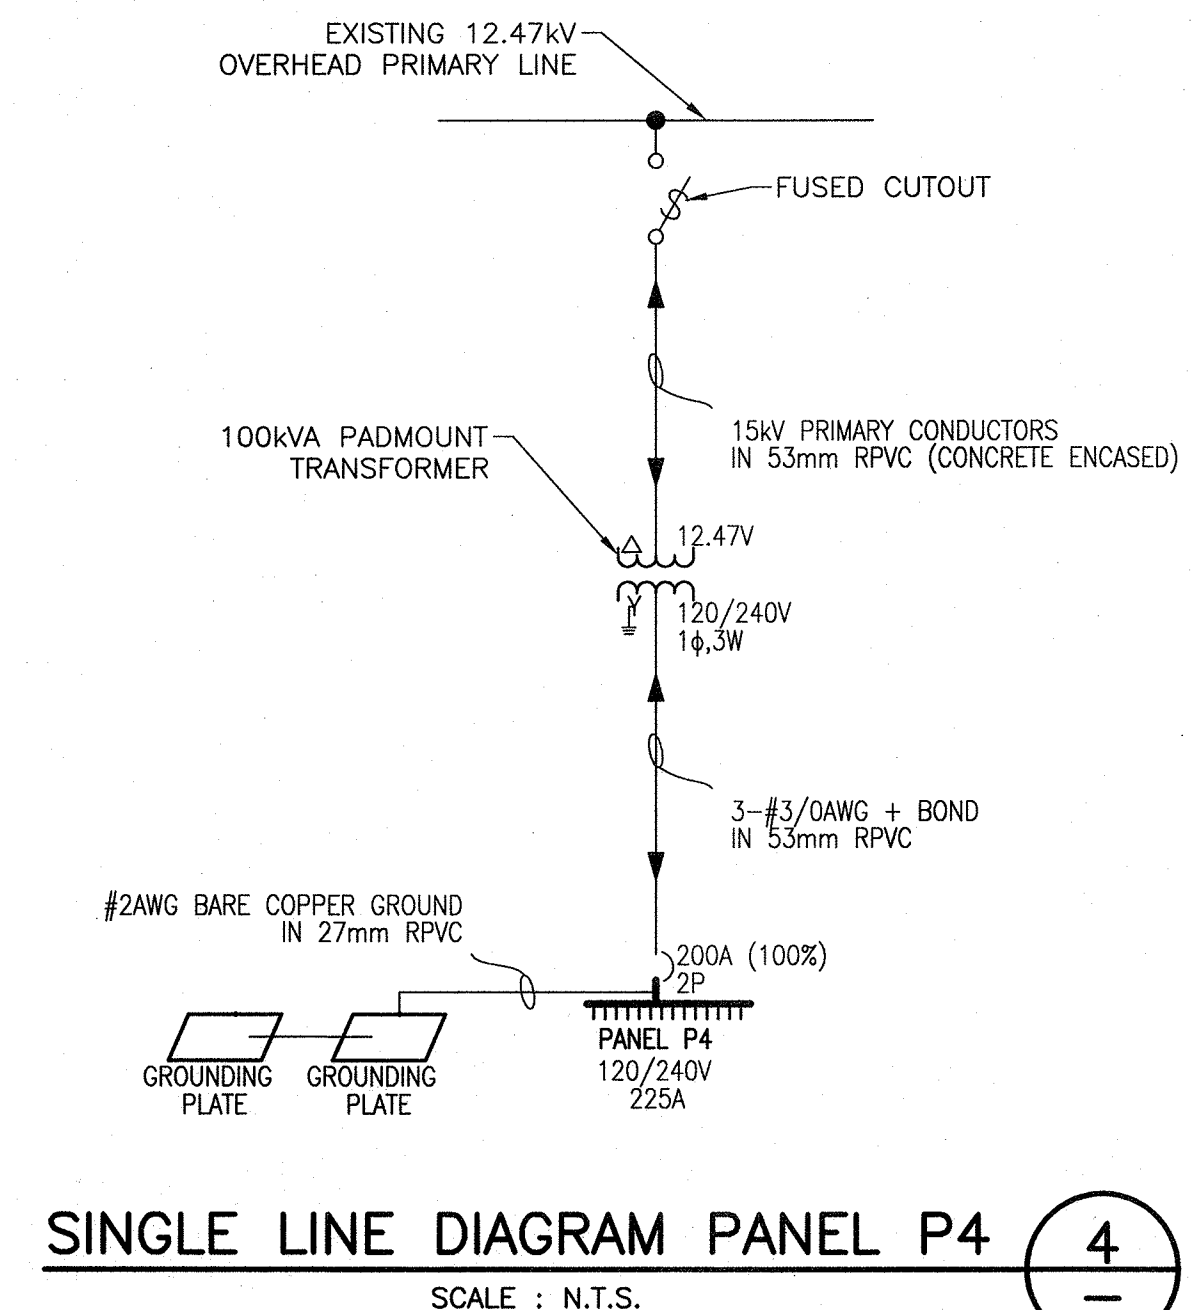 EXISTING 12.47kV
OVERHEAD PRIMARY LINE
FUSED CUTOUT
15kV PRIMARY CONDUCTORS
IN 53mm RPVC (CONCRETE ENCASED)
100kVA PADMOUNT
TRANSFORMER
12.47V
Y
120/240V
1ϕ,3W
3-#3/0AWG + BOND
IN 53mm RPVC
#2AWG BARE COPPER GROUND
IN 27mm RPVC
200A (100%)
2P
PANEL P4
120/240V
225A
GROUNDING
PLATE
GROUNDING
PLATE
SINGLE LINE DIAGRAM PANEL P4
4
–
SCALE : N.T.S.